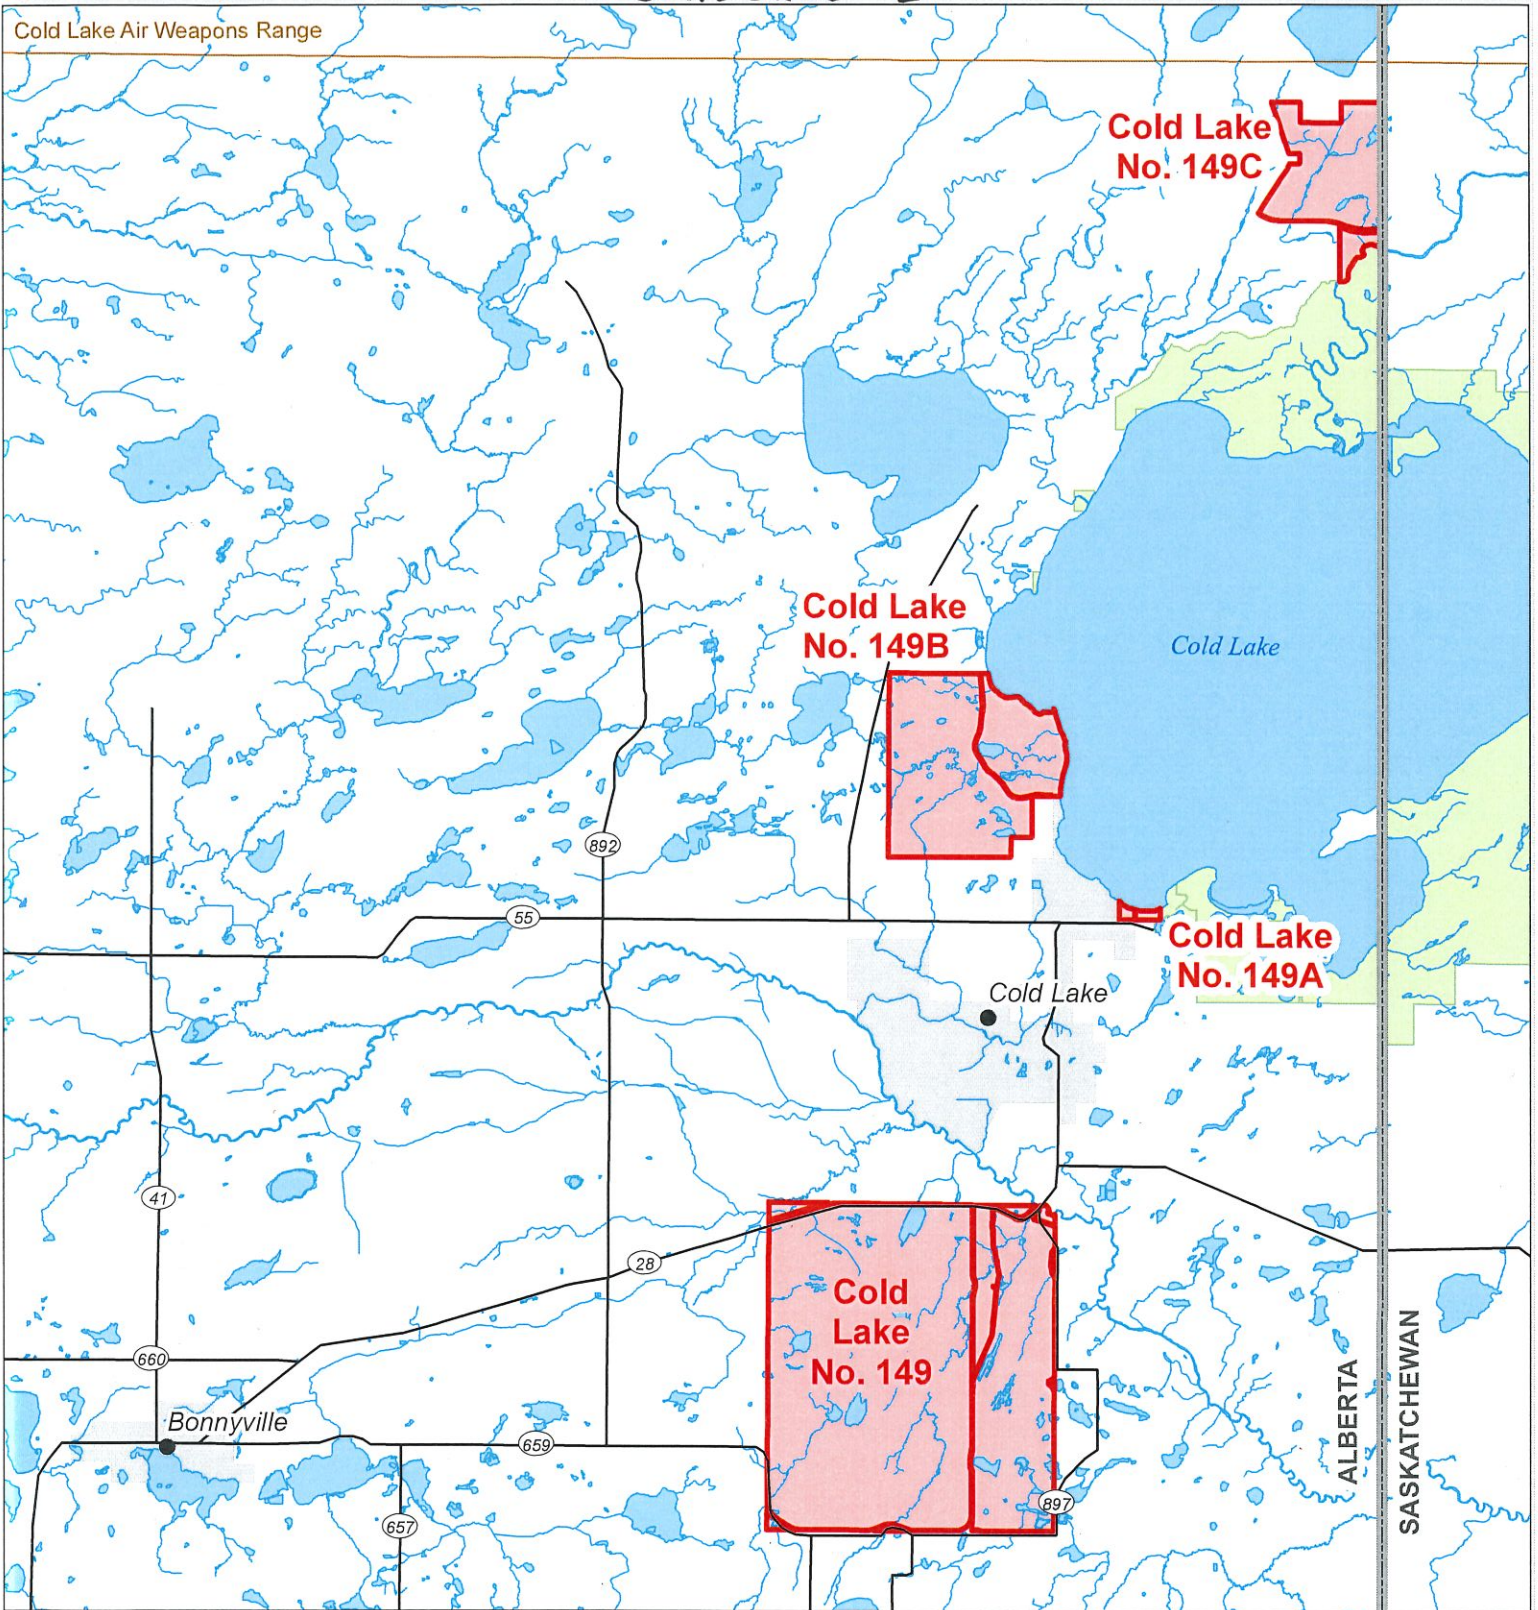 Cold Lake Air Weapons Range
Cold Lake
No. 149C
Cold Lake
No. 149B
Cold Lake
892
55
Cold Lake
No. 149A
Cold Lake
41
28
Cold
Lake
No. 149
660
ALBERTA
SASKATCHEWAN
Bonnyville
659
897
657